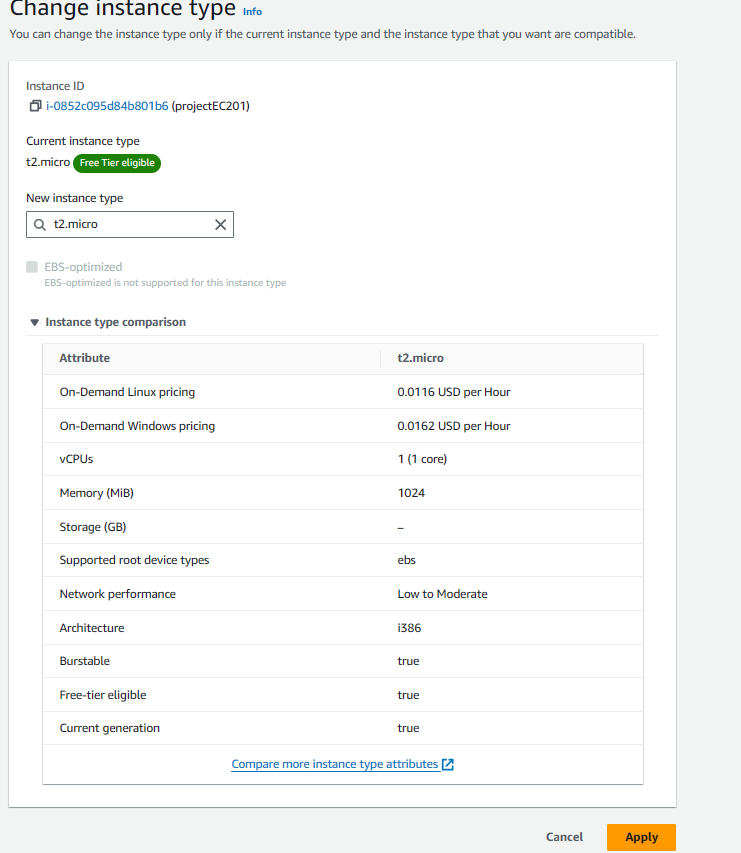 Change instance type Info
You can change the instance type only if the current instance type and the instance type that you want are compatible.
Instance ID
i-0852c095d84b801b6 (projectEC201)
Current instance type
t2.micro Free Tier eligible
New instance type
t2.micro
EBS-optimized
EBS-optimized is not supported for this instance type
Instance type comparison
Attribute t2.micro
On-Demand Linux pricing 0.0116 USD per Hour
On-Demand Windows pricing 0.0162 USD per Hour
vCPUs 1 (1 core)
Memory (MiB) 1024
Storage (GB) –
Supported root device types ebs
Network performance Low to Moderate
Architecture i386
Burstable true
Free-tier eligible true
Current generation true
Compare more instance type attributes
Cancel Apply